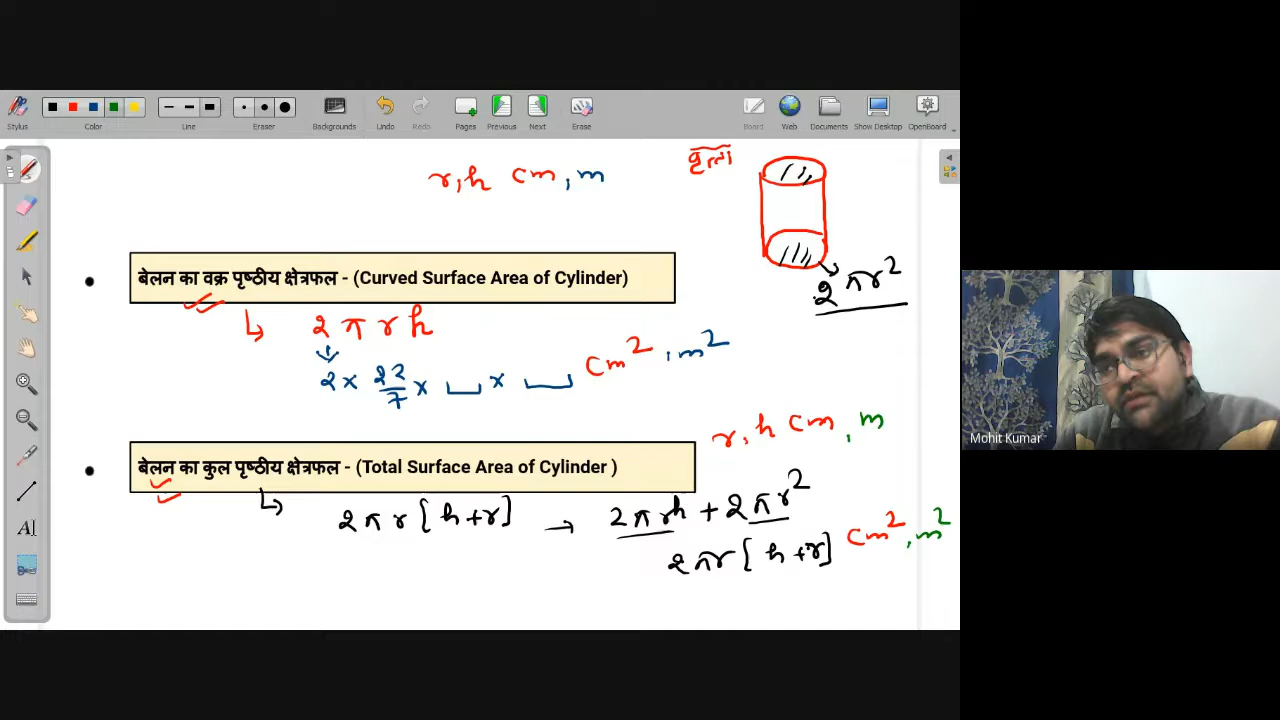 Stylus Color Line Eraser Backgrounds Undo Redo Pages Previous Next Erase Board Web Documents Show Desktop OpenBoard
r, h cm, m
2πr²
बेलन का वक्र पृष्ठीय क्षेत्रफल - (Curved Surface Area of Cylinder)
2πrh
2 × 22/7 × ⎵ × ⎵ cm², m²
r, h cm, m
बेलन का कुल पृष्ठीय क्षेत्रफल - (Total Surface Area of Cylinder )
2πr[h+r] → 2πrh + 2πr²
2πr[h+r] cm², m²
Mohit Kumar